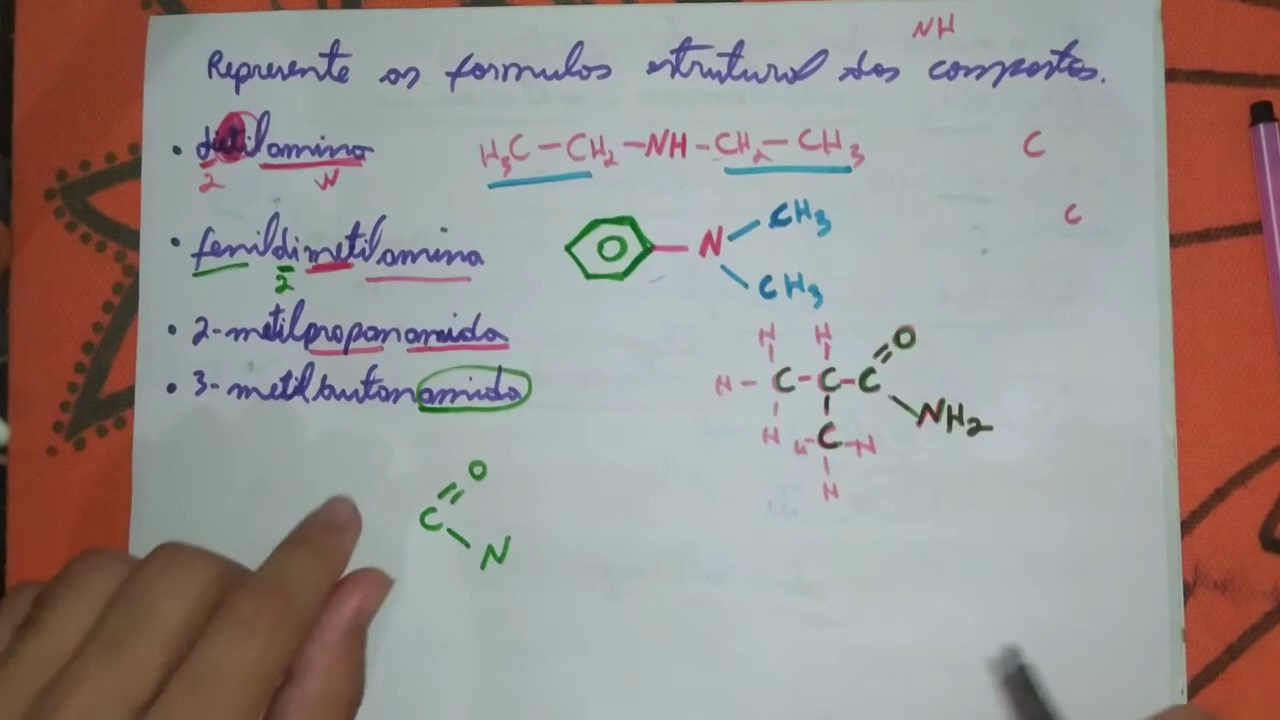 NH
Represente as formulas estrutural dos compostos.
• dietilamina H3C-CH2-NH-CH2-CH3 C
2 N
C
• fenildimetilamina N CH3
2 CH3
• 2-metilpropanamida H H O
• 3-metilbutanamida H-C-C-C
H H-C-H NH2
H
O
C
N